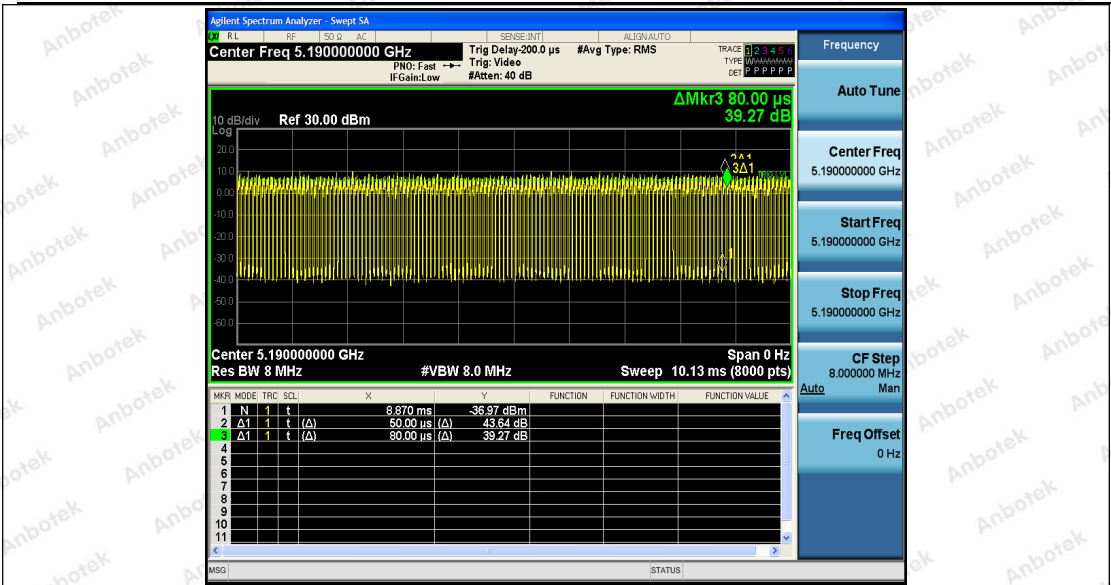 Agilent Spectrum Analyzer - Swept SA
RL RF 50 Ω AC SENSE:INT ALIGNAUTO
Center Freq 5.190000000 GHz
PNO: Fast
IFGain:Low
Trig Delay-200.0 µs
Trig: Video
#Atten: 40 dB
#Avg Type: RMS
TRACE 1 2 3 4 5 6
TYPE
DET P P P P P P
ΔMkr3 80.00 µs
39.27 dB
10 dB/div Ref 30.00 dBm
Log
20.0
10.0
0.00
-10.0
-20.0
-30.0
-40.0
-50.0
-60.0
3Δ1
1
Center 5.190000000 GHz Span 0 Hz
Res BW 8 MHz #VBW 8.0 MHz Sweep 10.13 ms (8000 pts)
MKR MODE TRC SCL X Y FUNCTION FUNCTION WIDTH FUNCTION VALUE
1 N 1 t 8.870 ms -36.97 dBm
2 Δ1 1 t (Δ) 50.00 µs (Δ) 43.64 dB
3 Δ1 1 t (Δ) 80.00 µs (Δ) 39.27 dB
4
5
6
7
8
9
10
11
MSG STATUS
Frequency
Auto Tune
Center Freq
5.190000000 GHz
Start Freq
5.190000000 GHz
Stop Freq
5.190000000 GHz
CF Step
8.000000 MHz
Auto Man
Freq Offset
0 Hz
Anbotek